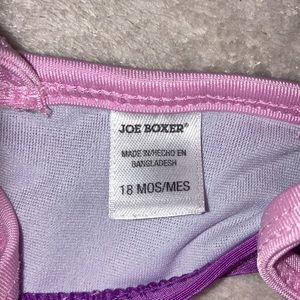 JOE BOXER®
MADE IN/HECHO EN
BANGLADESH
18 MOS/MES